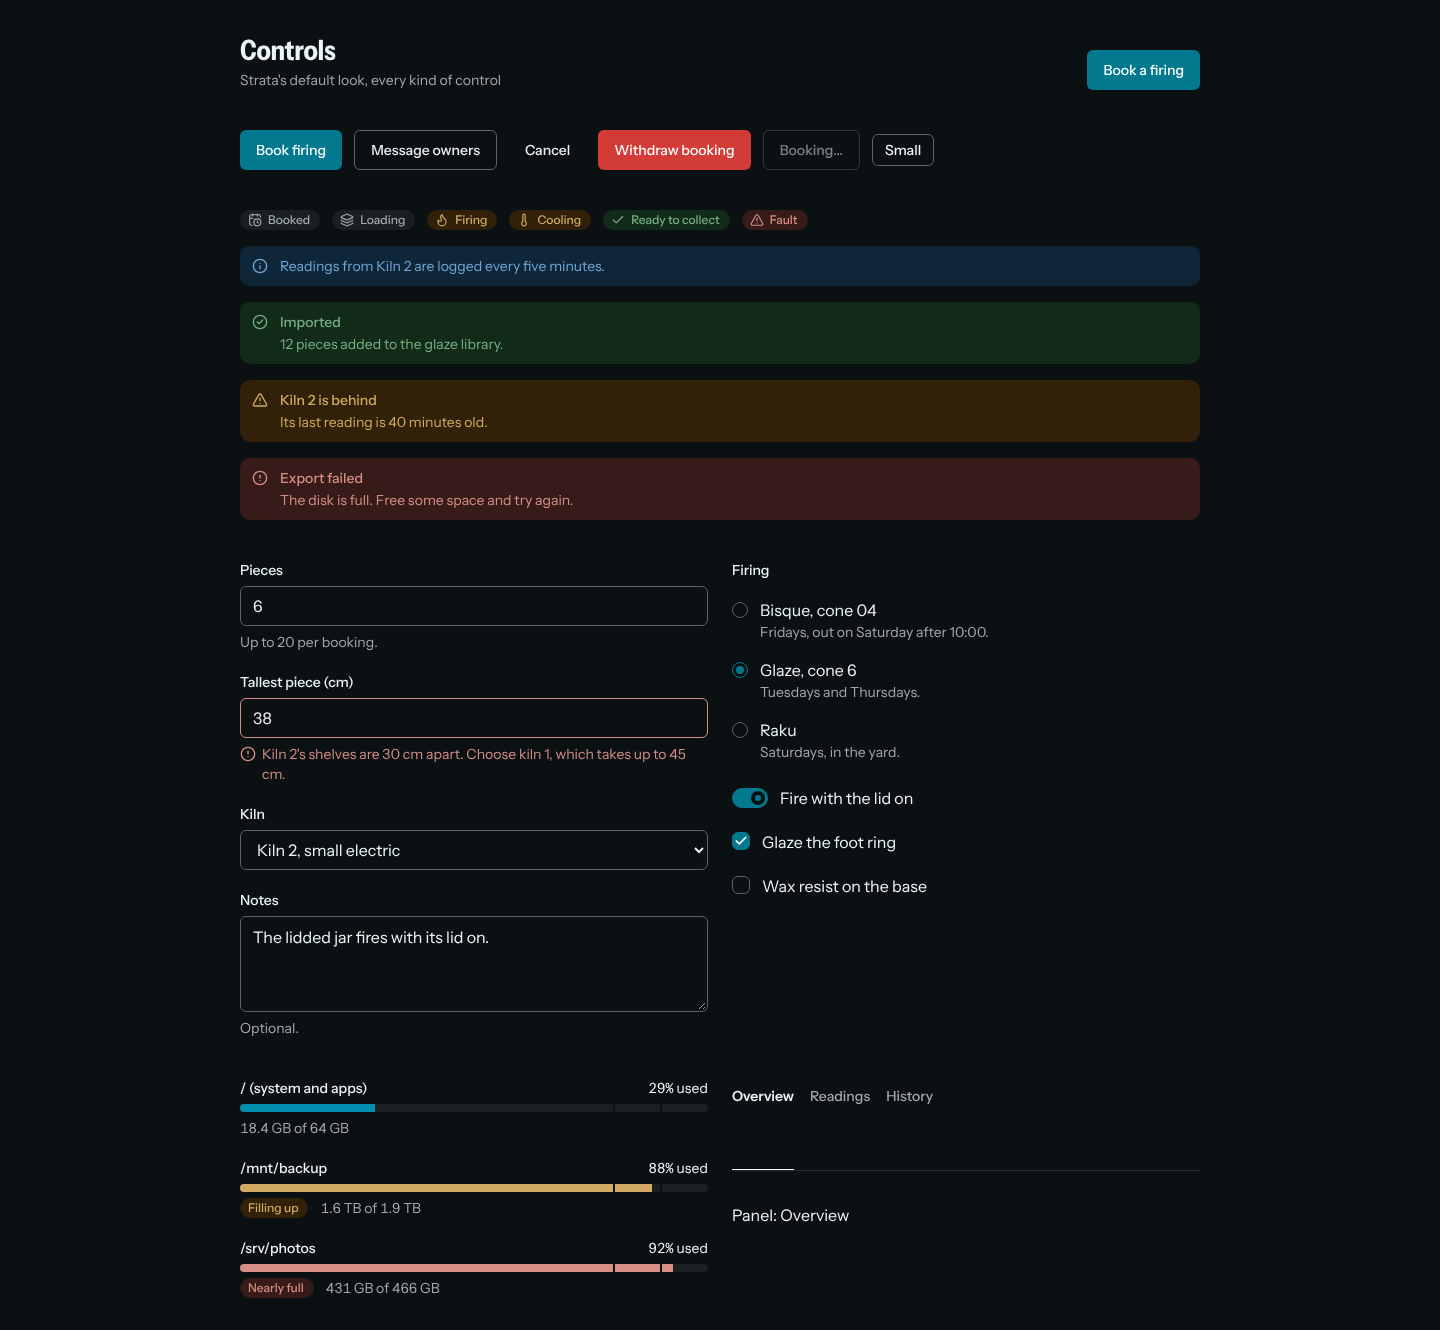 Controls
Strata's default look, every kind of control
Book a firing
Book firing
Message owners
Cancel
Withdraw booking
Booking…
Small
Booked
Loading
Firing
Cooling
Ready to collect
Fault
Readings from Kiln 2 are logged every five minutes.
Imported
12 pieces added to the glaze library.
Kiln 2 is behind
Its last reading is 40 minutes old.
Export failed
The disk is full. Free some space and try again.
Pieces
6
Up to 20 per booking.
Tallest piece (cm)
38
Kiln 2's shelves are 30 cm apart. Choose kiln 1, which takes up to 45
cm.
Kiln
Kiln 2, small electric
Notes
The lidded jar fires with its lid on.
Optional.
Firing
Bisque, cone 04
Fridays, out on Saturday after 10:00.
Glaze, cone 6
Tuesdays and Thursdays.
Raku
Saturdays, in the yard.
Fire with the lid on
Glaze the foot ring
Wax resist on the base
/ (system and apps)
29% used
18.4 GB of 64 GB
/mnt/backup
88% used
Filling up
1.6 TB of 1.9 TB
/srv/photos
92% used
Nearly full
431 GB of 466 GB
Overview
Readings
History
Panel: Overview